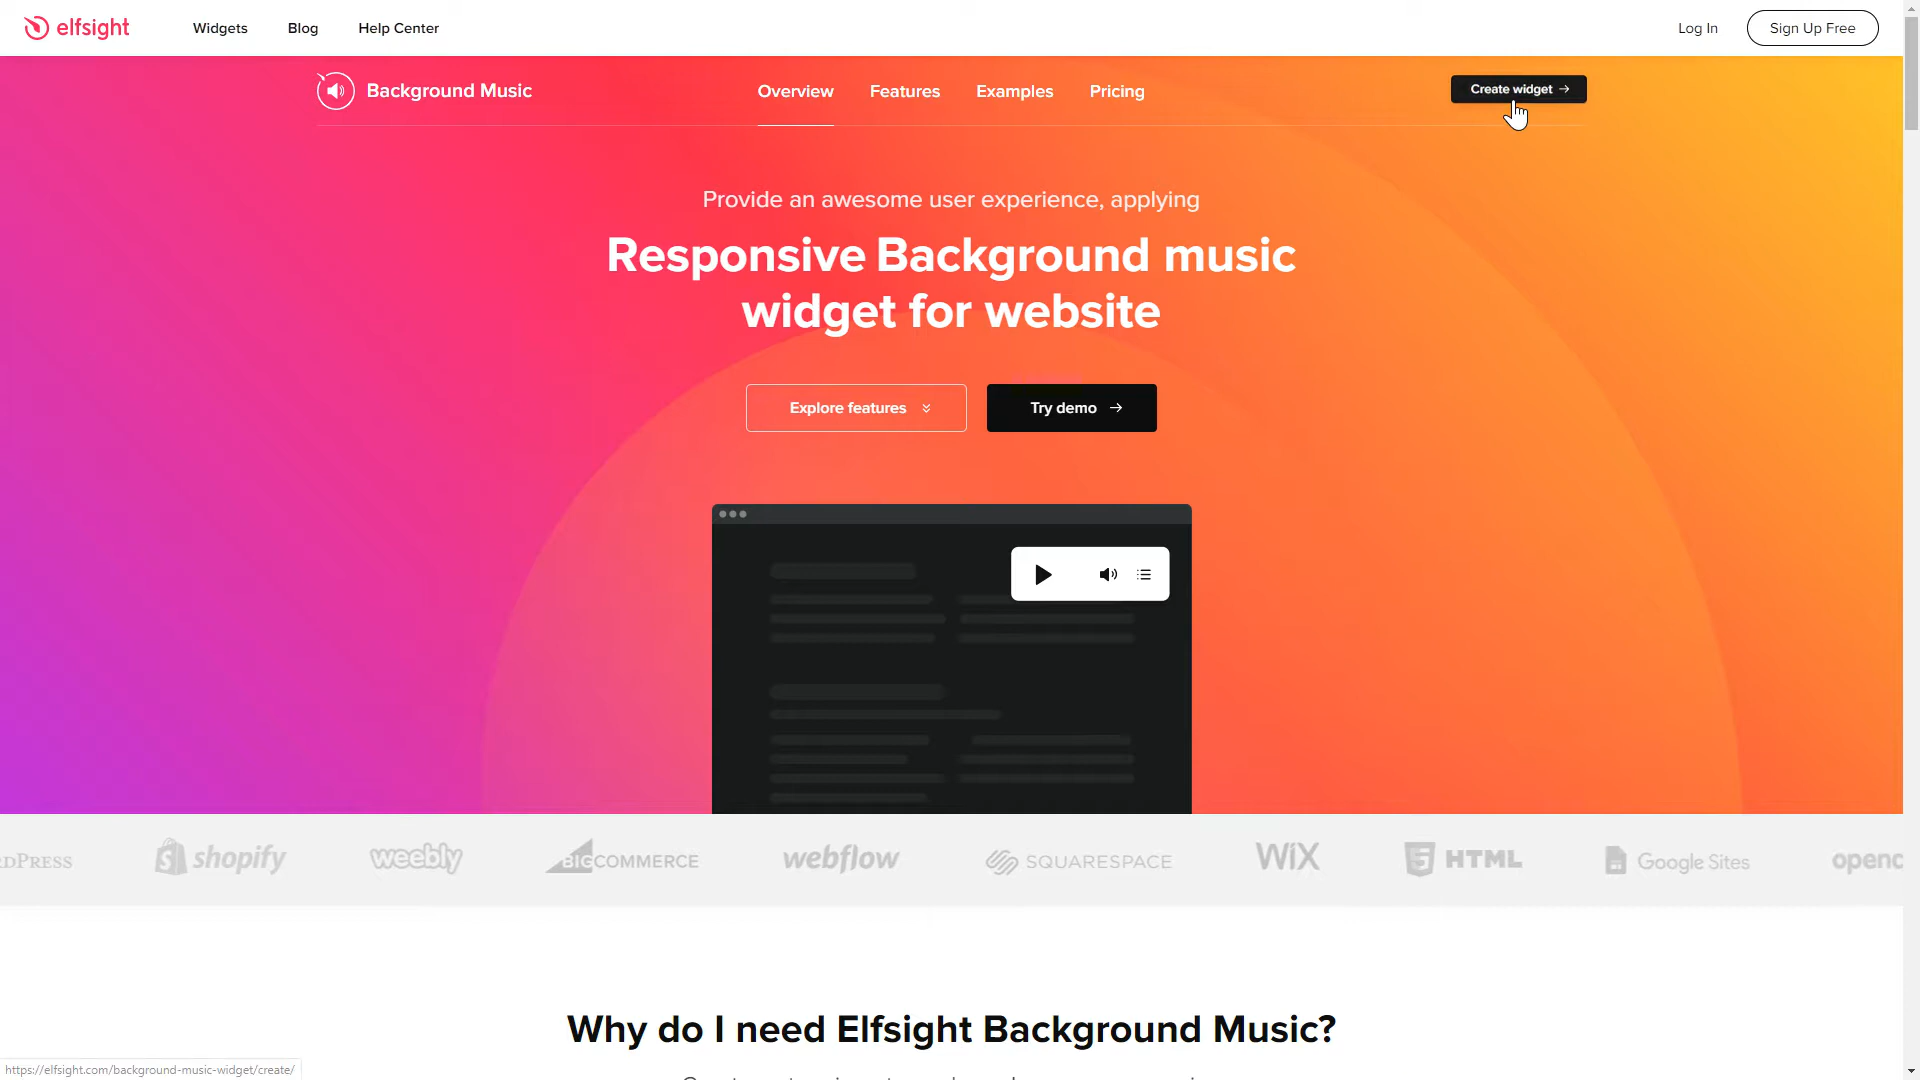 elfsight
Widgets
Blog
Help Center
Log In
Sign Up Free
Background Music
Overview
Features
Examples
Pricing
Create widget
Provide an awesome user experience, applying
Responsive Background music
widget for website
Explore features
Try demo
RDPRESS
shopify
weebly
BIGCOMMERCE
webflow
SQUARESPACE
WIX
HTML
Google Sites
openc
Why do I need Elfsight Background Music?
https://elfsight.com/background-music-widget/create/